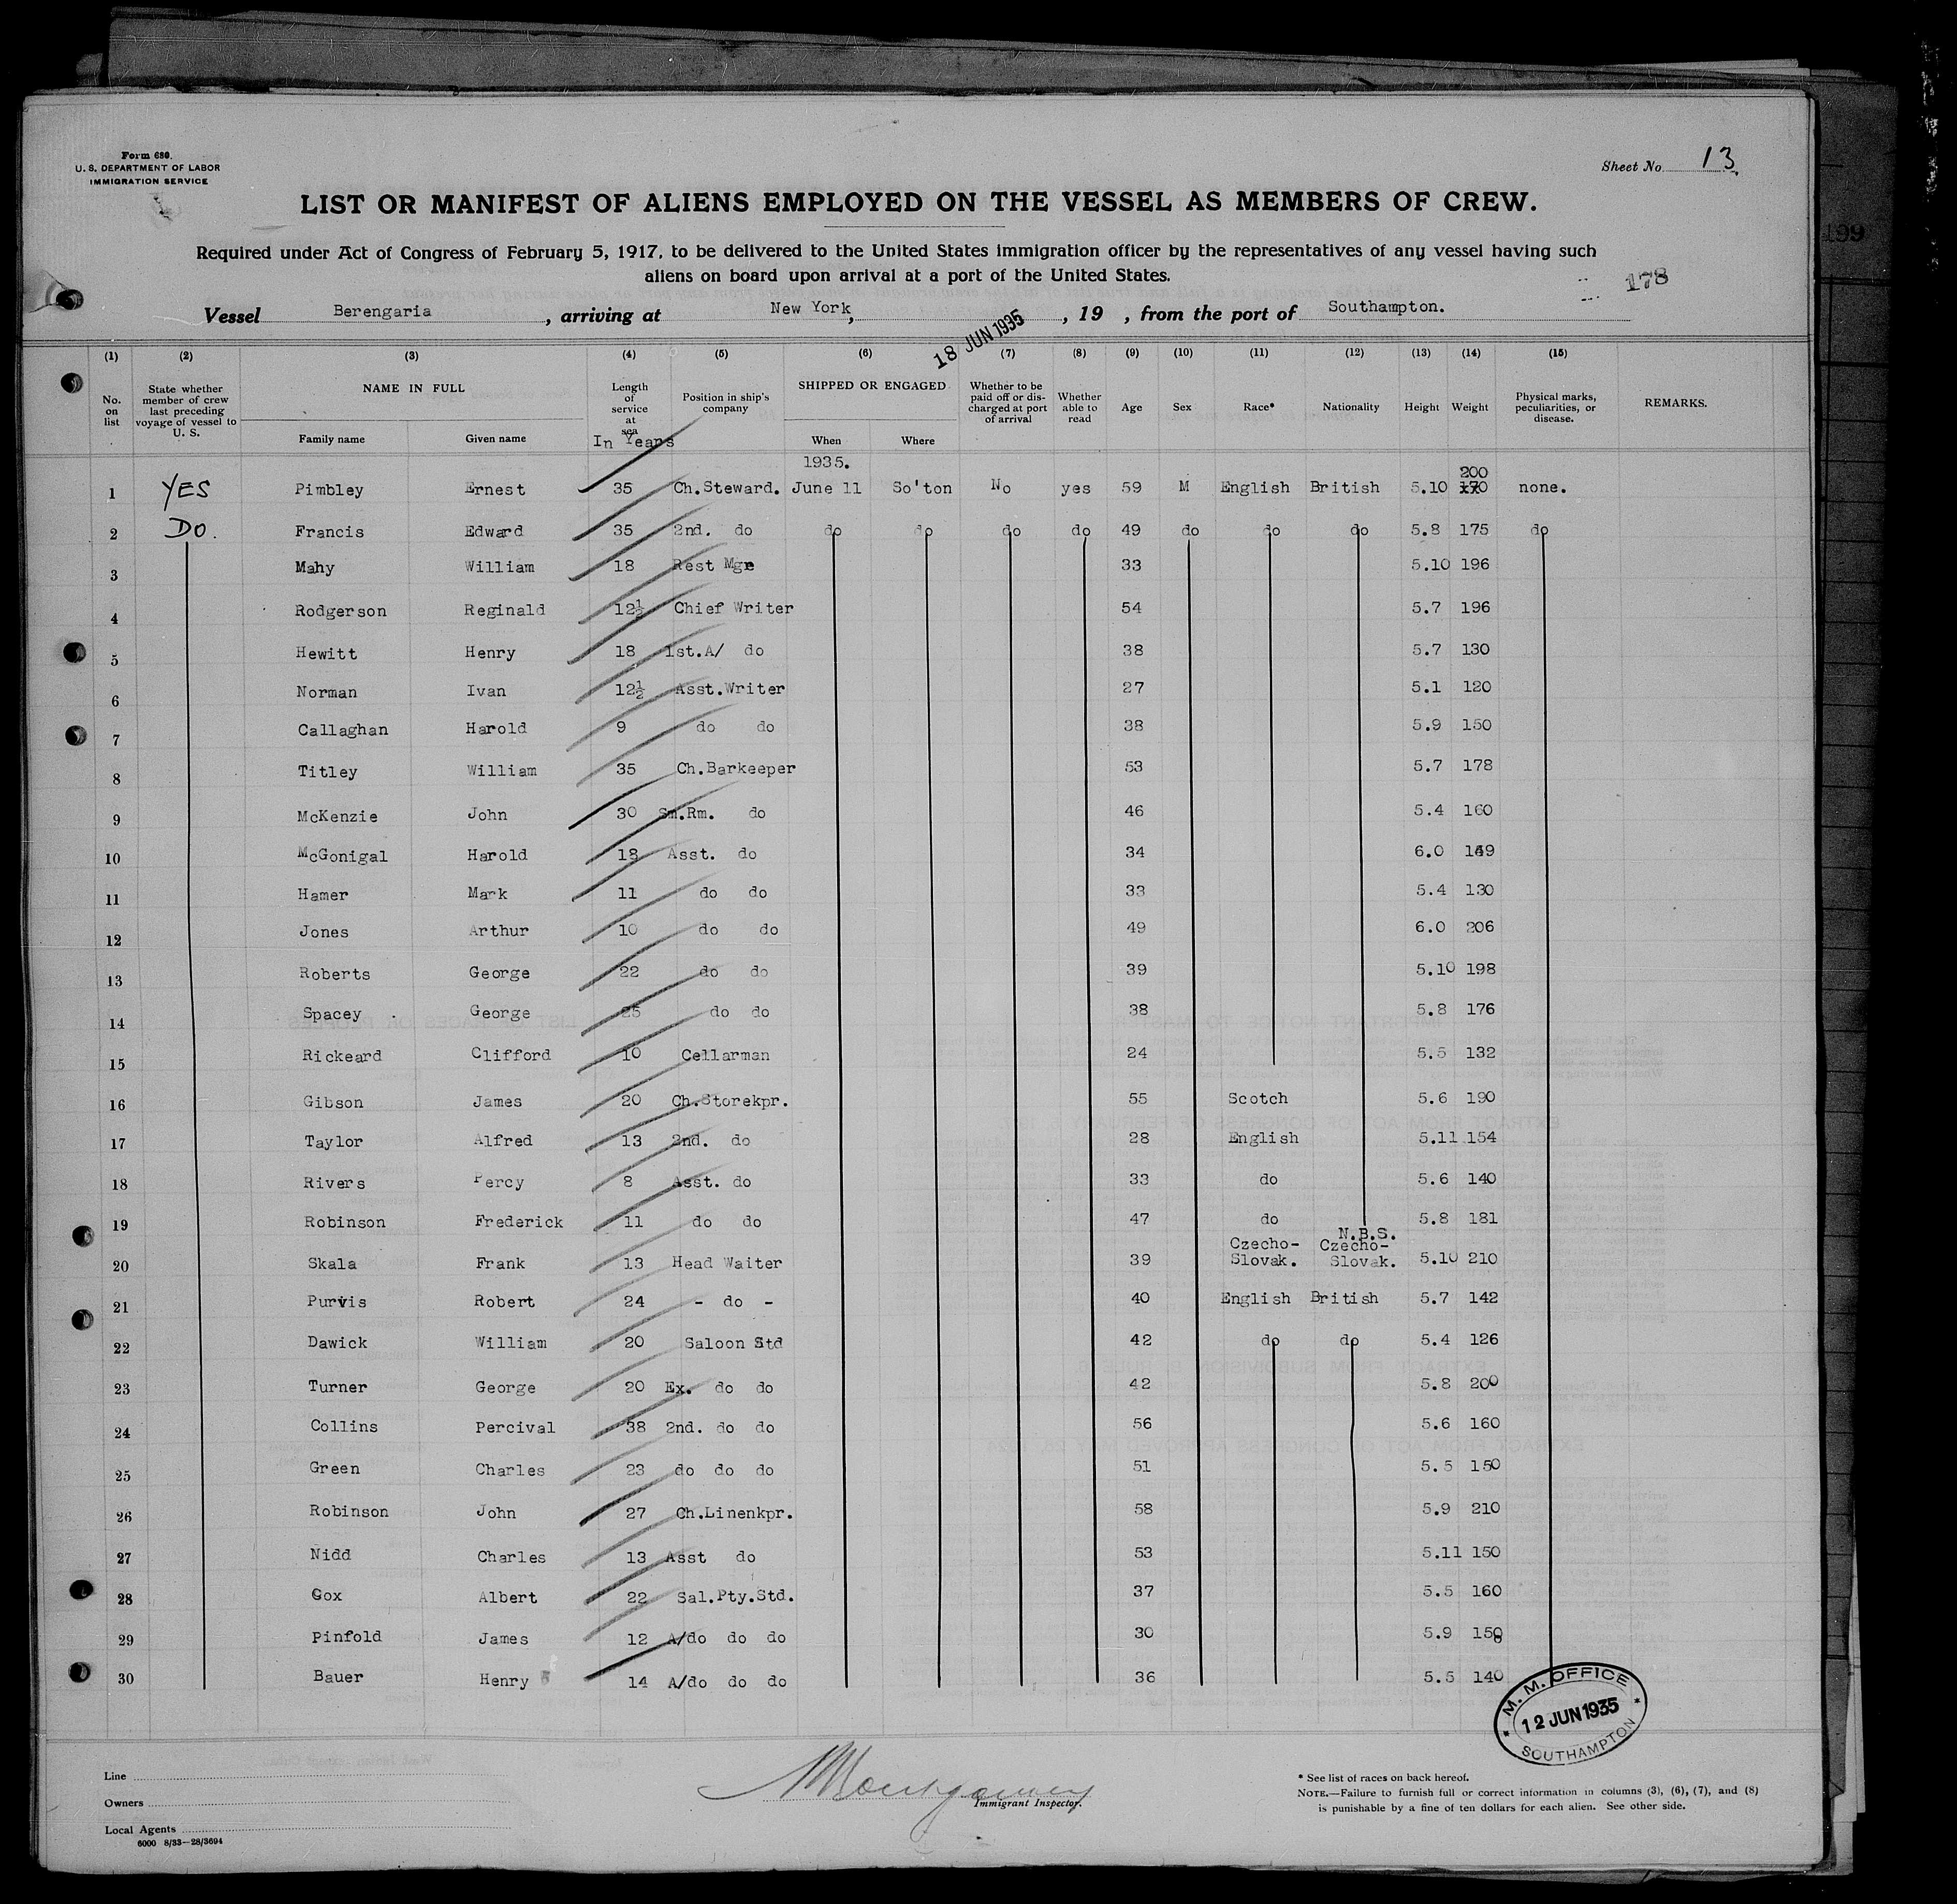 Form 680.
U. S. DEPARTMENT OF LABOR
IMMIGRATION SERVICE
Sheet No. 13
LIST OR MANIFEST OF ALIENS EMPLOYED ON THE VESSEL AS MEMBERS OF CREW.
Required under Act of Congress of February 5, 1917, to be delivered to the United States immigration officer by the representatives of any vessel having such
aliens on board upon arrival at a port of the United States.
178
Vessel Berengaria, arriving at New York, 18 JUN 1935, 19 , from the port of Southampton.
(1) (2) (3) (4) (5) (6) (7) (8) (9) (10) (11) (12) (13) (14) (15)
No. on list State whether member of crew last preceding voyage of vessel to U. S. NAME IN FULL Family name Given name Length of service at sea In Years Position in ship's company SHIPPED OR ENGAGED When Where Whether to be paid off or discharged at port of arrival Whether able to read Age Sex Race* Nationality Height Weight Physical marks, peculiarities, or disease. REMARKS.
1935.
200
1 YES Pimbley Ernest 35 Ch.Steward. June 11 So'ton No yes 59 M English British 5.10 170 none.
2 DO. Francis Edward 35 2nd. do do do do do 49 do do do 5.8 175 do
3 Mahy William 18 Rest Mgr 33 5.10 196
4 Rodgerson Reginald 12½ Chief Writer 54 5.7 196
5 Hewitt Henry 18 1st.A/ do 38 5.7 130
6 Norman Ivan 12½ Asst.Writer 27 5.1 120
7 Callaghan Harold 9 do do 38 5.9 150
8 Titley William 35 Ch.Barkeeper 53 5.7 178
9 McKenzie John 30 Sm.Rm. do 46 5.4 160
10 McGonigal Harold 18 Asst. do 34 6.0 149
11 Hamer Mark 11 do do 33 5.4 130
12 Jones Arthur 10 do do 49 6.0 206
13 Roberts George 22 do do 39 5.10 198
14 Spacey George 25 do do 38 5.8 176
15 Rickeard Clifford 10 Cellarman 24 5.5 132
16 Gibson James 20 Ch.Storekpr. 55 Scotch 5.6 190
17 Taylor Alfred 13 2nd. do 28 English 5.11 154
18 Rivers Percy 8 Asst. do 33 do 5.6 140
19 Robinson Frederick 11 do do 47 do 5.8 181
N.B.S.
Czecho- Czecho-
20 Skala Frank 13 Head Waiter 39 Slovak. Slovak. 5.10 210
21 Purvis Robert 24 - do - 40 English British 5.7 142
22 Dawick William 20 Saloon Std 42 do do 5.4 126
23 Turner George 20 Ex. do do 42 5.8 200
24 Collins Percival 38 2nd. do do 56 5.6 160
25 Green Charles 23 do do do 51 5.5 150
26 Robinson John 27 Ch.Linenkpr. 58 5.9 210
27 Nidd Charles 13 Asst do 53 5.11 150
28 Cox Albert 22 Sal.Pty.Std. 37 5.5 160
29 Pinfold James 12 A/do do do 30 5.9 150
30 Bauer Henry 14 A/do do do 36 5.5 140
M. M. OFFICE
12 JUN 1935
SOUTHAMPTON
Line
Owners
Local Agents
6000 8/33—28/3694
Montgomery
Immigrant Inspector.
* See list of races on back hereof.
NOTE.—Failure to furnish full or correct information in columns (3), (6), (7), and (8)
is punishable by a fine of ten dollars for each alien. See other side.